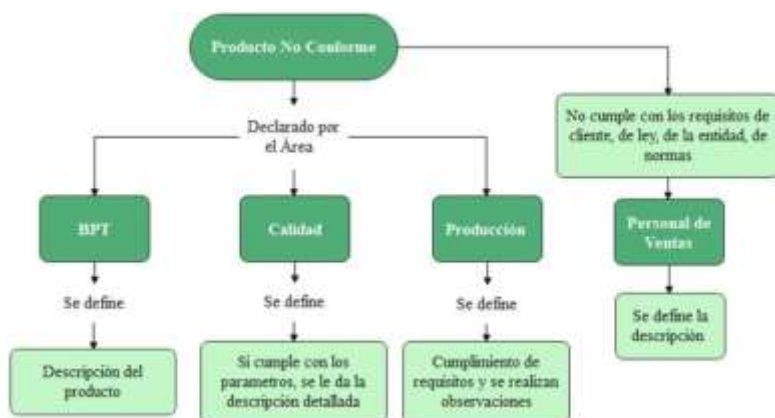 Producto No Conforme
Declarado por
el Área
No cumple con los requisitos de
cliente, de ley, de la entidad, de
normas
BPT
Calidad
Producción
Personal de
Ventas
Se define
Se define
Se define
Se define la
descripción
Descripción del
producto
Si cumple con los
parametros, se le da la
descripción detallada
Cumplimiento de
requisitos y se realizan
observaciones